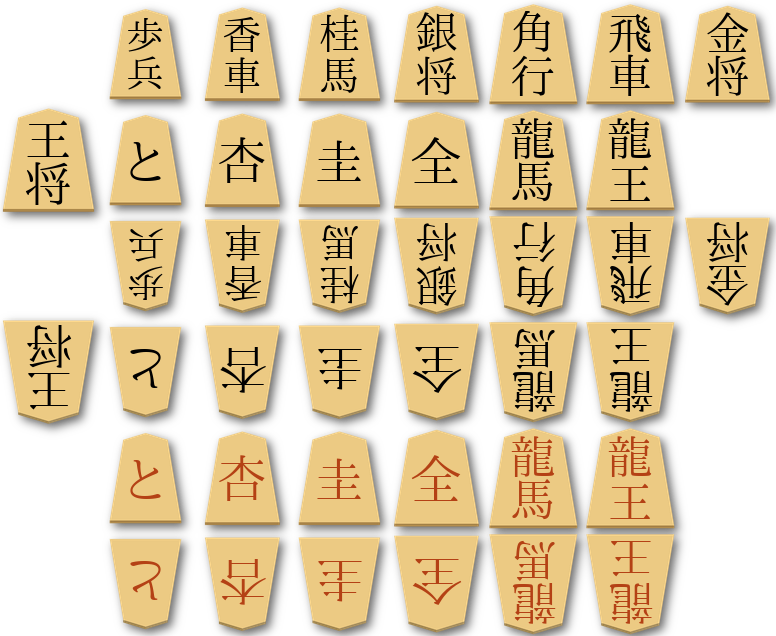 歩兵 香車 桂馬 銀将 角行 飛車 金将
王将 と 杏 圭 全 龍馬 龍王
歩兵 香車 桂馬 銀将 角行 飛車 金将
王将 と 杏 圭 全 龍馬 龍王
と 杏 圭 全 龍馬 龍王
と 杏 圭 全 龍馬 龍王